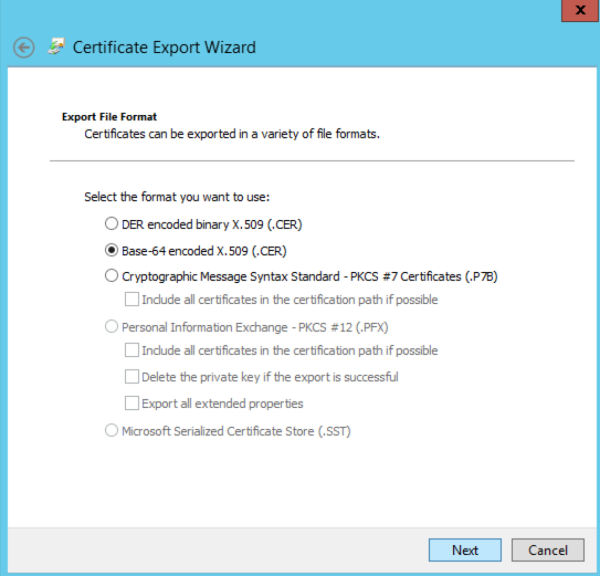 x
Certificate Export Wizard
Export File Format
Certificates can be exported in a variety of file formats.
Select the format you want to use:
DER encoded binary X.509 (.CER)
Base-64 encoded X.509 (.CER)
Cryptographic Message Syntax Standard - PKCS #7 Certificates (.P7B)
Include all certificates in the certification path if possible
Personal Information Exchange - PKCS #12 (.PFX)
Include all certificates in the certification path if possible
Delete the private key if the export is successful
Export all extended properties
Microsoft Serialized Certificate Store (.SST)
Next Cancel